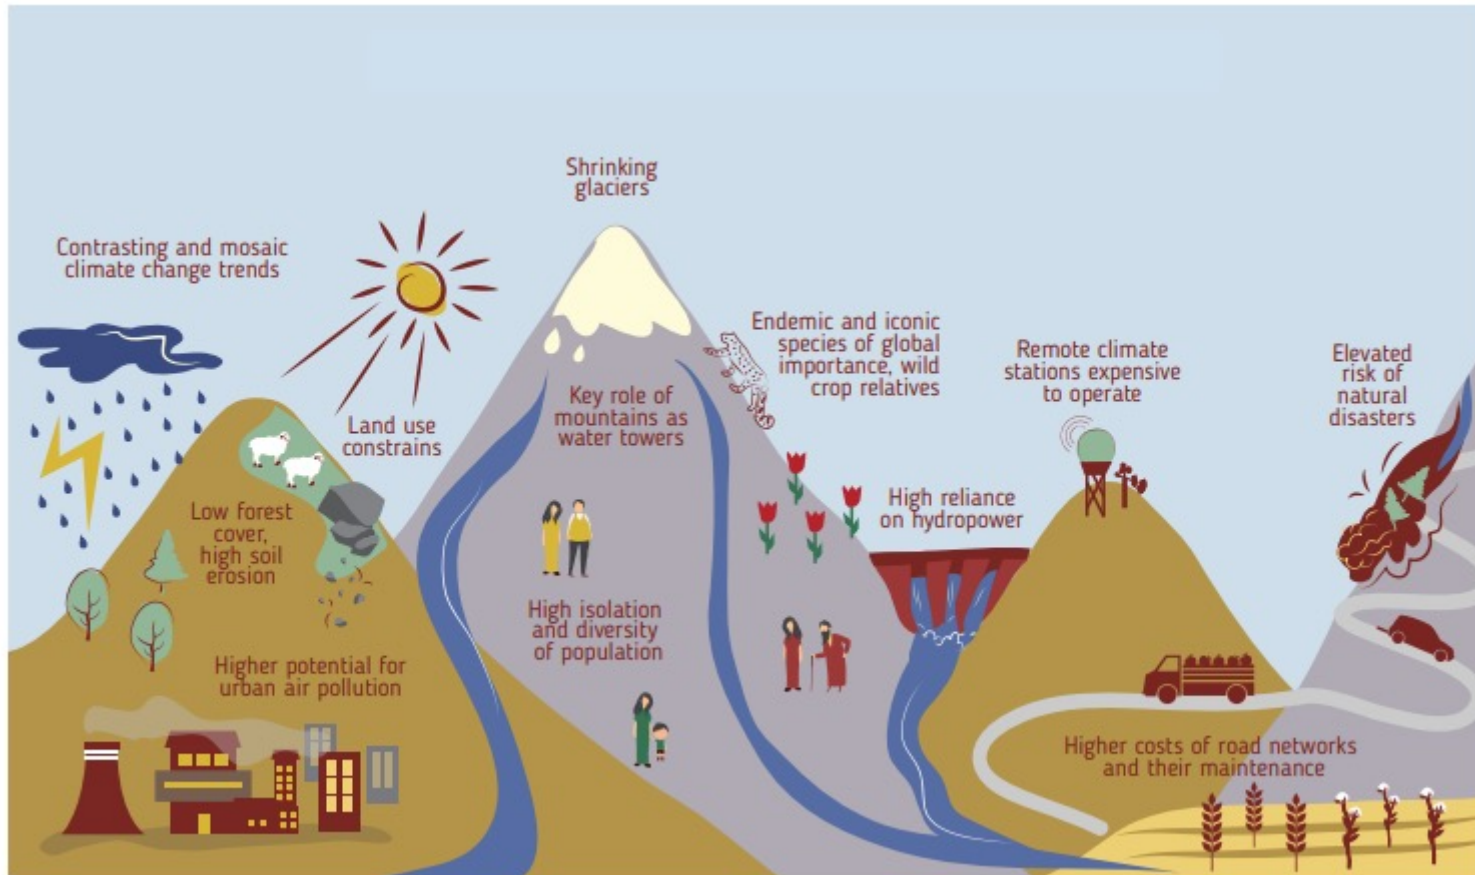 Shrinking
glaciers
Contrasting and mosaic
climate change trends
Endemic and iconic
species of global
importance, wild
crop relatives
Remote climate
stations expensive
to operate
Elevated
risk of
natural
disasters
Land use
constrains
Key role of
mountains as
water towers
Low forest
cover,
high soil
erosion
High reliance
on hydropower
High isolation
and diversity
of population
Higher potential for
urban air pollution
Higher costs of road networks
and their maintenance